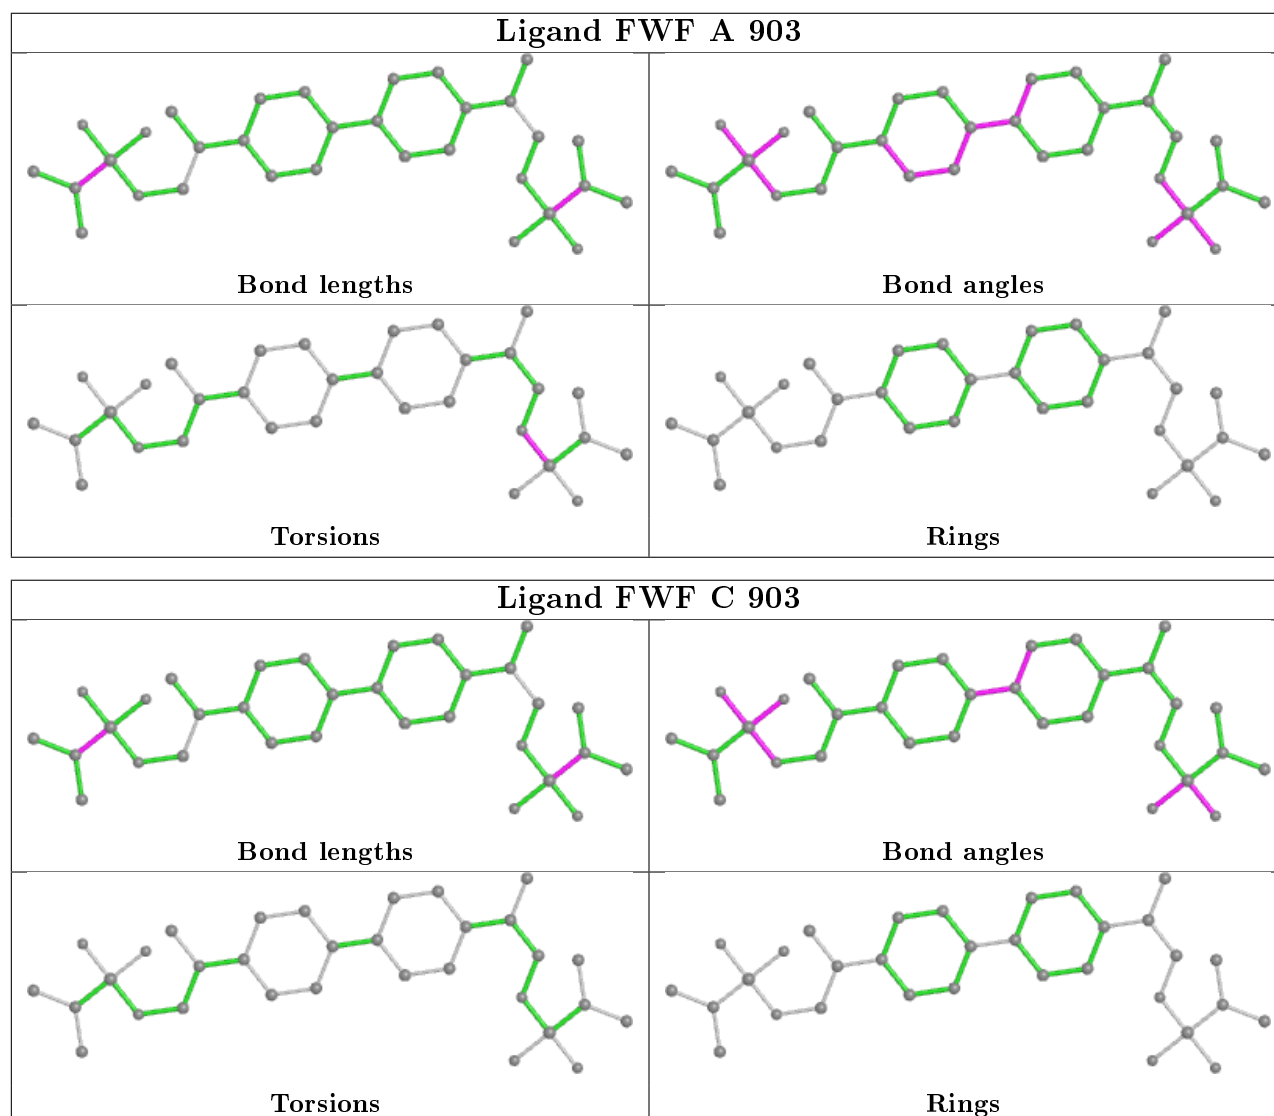 Ligand FWF A 903
Bond lengths
Bond angles
Torsions
Rings
Ligand FWF C 903
Bond lengths
Bond angles
Torsions
Rings